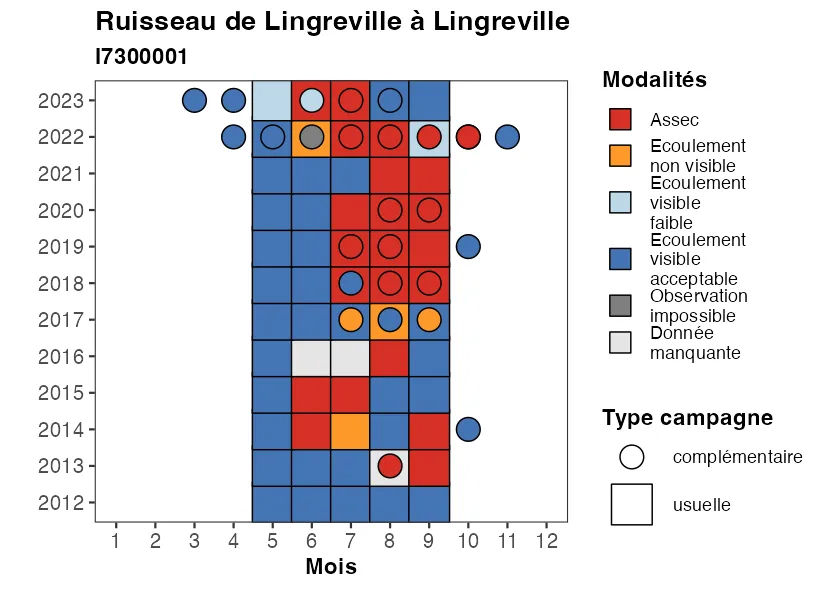 Ruisseau de Lingreville à Lingreville
I7300001
2023
2022
2021
2020
2019
2018
2017
2016
2015
2014
2013
2012
1 2 3 4 5 6 7 8 9 10 11 12
Mois
Modalités
Assec
Ecoulement
non visible
Ecoulement
visible
faible
Ecoulement
visible
acceptable
Observation
impossible
Donnée
manquante
Type campagne
complémentaire
usuelle